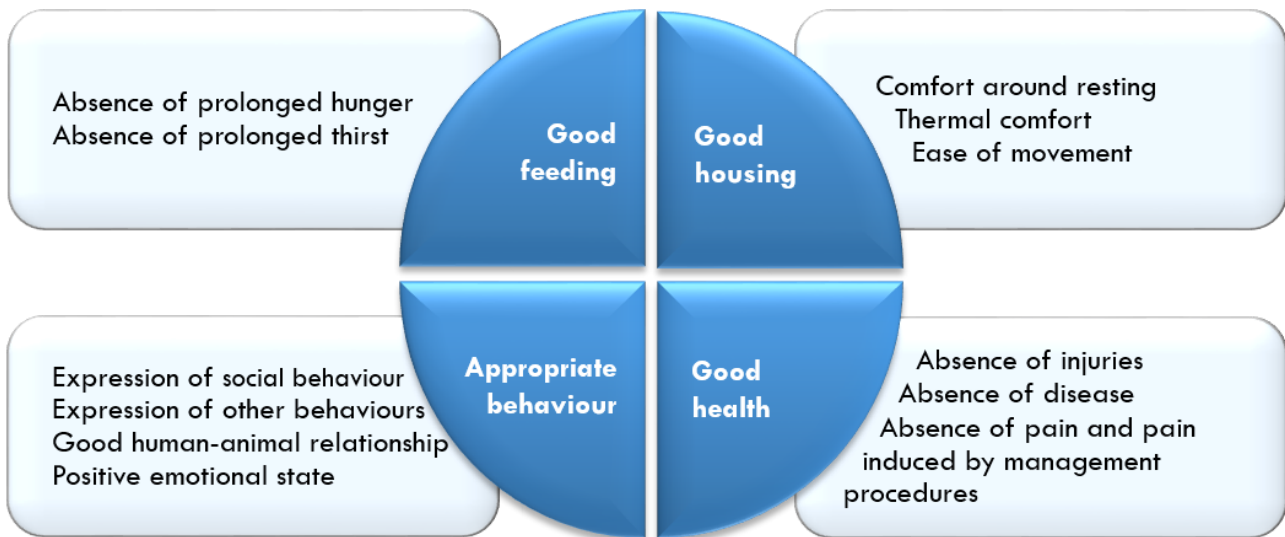 Absence of prolonged hunger
Absence of prolonged thirst
Good
feeding
Good
housing
Comfort around resting
Thermal comfort
Ease of movement
Expression of social behaviour
Expression of other behaviours
Good human-animal relationship
Positive emotional state
Appropriate
behaviour
Good
health
Absence of injuries
Absence of disease
Absence of pain and pain
induced by management
procedures